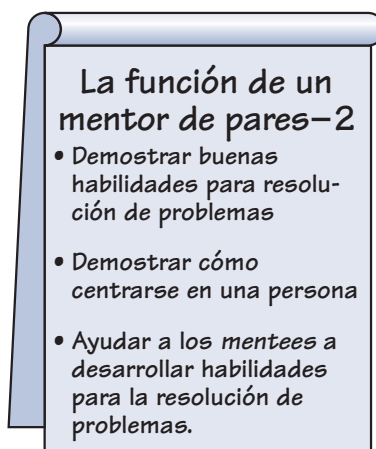 La función de un
mentor de pares–2
• Demostrar buenas
habilidades para resolu-
ción de problemas
• Demostrar cómo
centrarse en una persona
• Ayudar a los mentees a
desarrollar habilidades
para la resolución de
problemas.